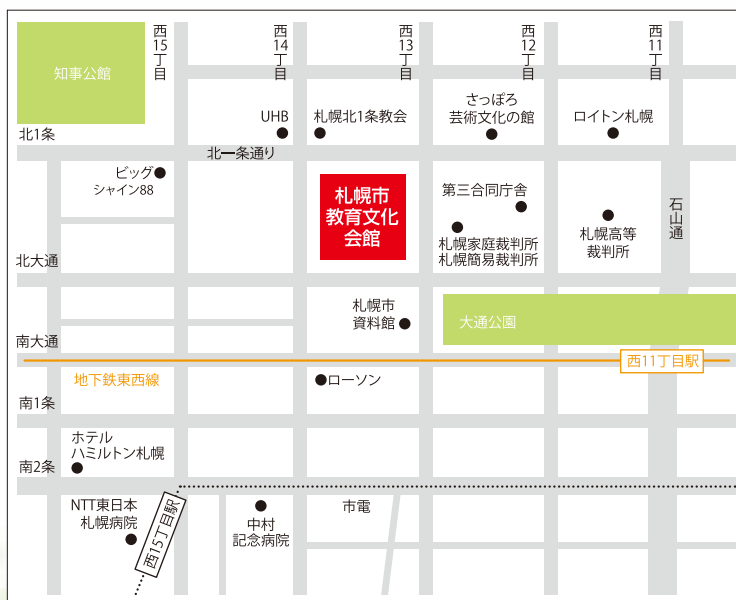 西15丁目
西14丁目
西13丁目
西12丁目
西11丁目
知事公館
さっぽろ
芸術文化の館
UHB
札幌北1条教会
ロイトン札幌
北1条
北一条通り
ビッグ
シャイン88
札幌市
教育文化
会館
第三合同庁舎
石山通
札幌家庭裁判所
札幌簡易裁判所
札幌高等
裁判所
北大通
札幌市
資料館
大通公園
南大通
西11丁目駅
地下鉄東西線
ローソン
南1条
ホテル
ハミルトン札幌
南2条
NTT東日本
札幌病院
西15丁目駅
中村
記念病院
市電